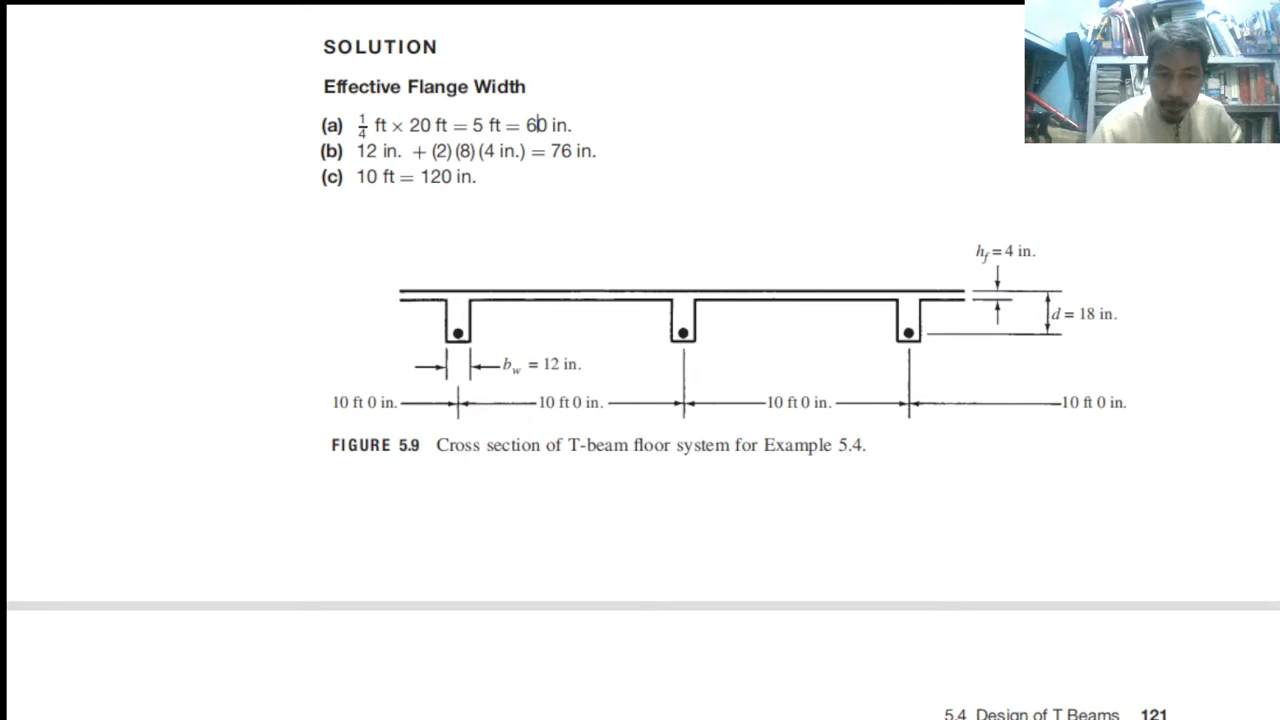 SOLUTION
Effective Flange Width
(a) 1/4 ft × 20 ft = 5 ft = 60 in.
(b) 12 in. + (2)(8)(4 in.) = 76 in.
(c) 10 ft = 120 in.
h_f = 4 in.
d = 18 in.
b_w = 12 in.
10 ft 0 in. 10 ft 0 in. 10 ft 0 in. 10 ft 0 in.
FIGURE 5.9 Cross section of T-beam floor system for Example 5.4.
5.4 Design of T Beams 121